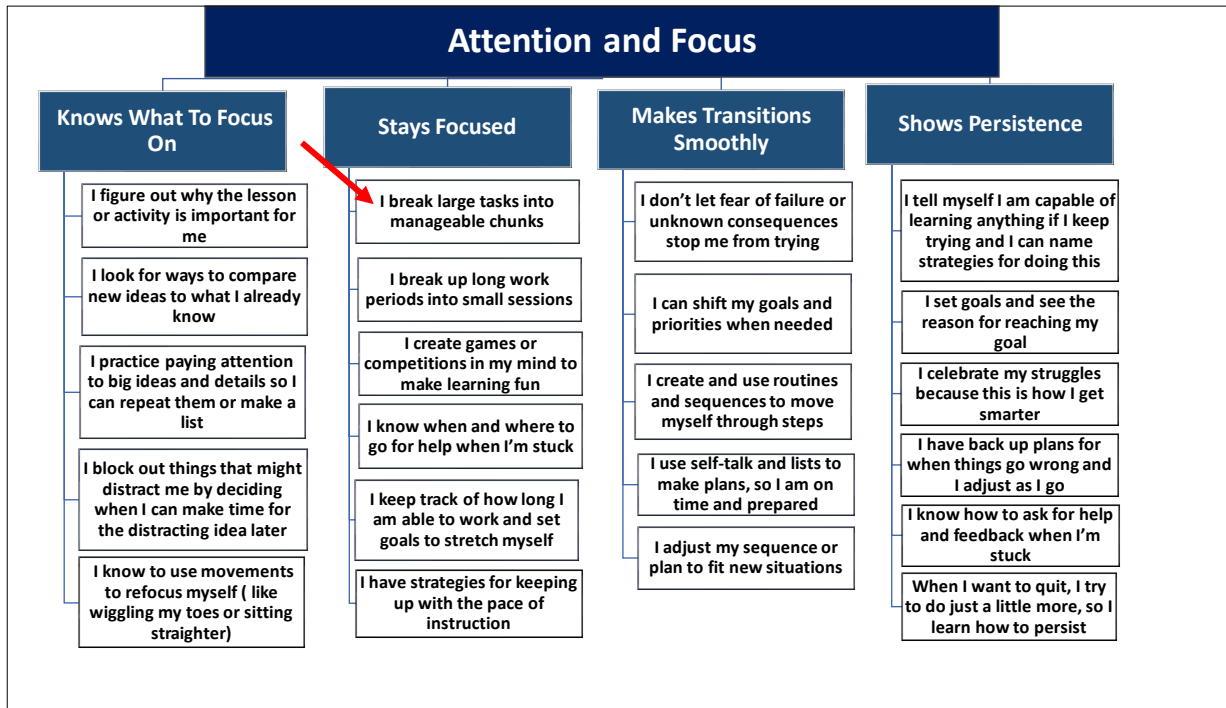 Attention and Focus
Knows What To Focus
On
I figure out why the lesson
or activity is important for
me
I look for ways to compare
new ideas to what I already
know
I practice paying attention
to big ideas and details so I
can repeat them or make a
list
I block out things that might
distract me by deciding
when I can make time for
the distracting idea later
I know to use movements
to refocus myself ( like
wiggling my toes or sitting
straighter)
Stays Focused
I break large tasks into
manageable chunks
I break up long work
periods into small sessions
I create games or
competitions in my mind to
make learning fun
I know when and where to
go for help when I’m stuck
I keep track of how long I
am able to work and set
goals to stretch myself
I have strategies for keeping
up with the pace of
instruction
Makes Transitions
Smoothly
I don’t let fear of failure or
unknown consequences
stop me from trying
I can shift my goals and
priorities when needed
I create and use routines
and sequences to move
myself through steps
I use self-talk and lists to
make plans, so I am on
time and prepared
I adjust my sequence or
plan to fit new situations
Shows Persistence
I tell myself I am capable of
learning anything if I keep
trying and I can name
strategies for doing this
I set goals and see the
reason for reaching my
goal
I celebrate my struggles
because this is how I get
smarter
I have back up plans for
when things go wrong and
I adjust as I go
I know how to ask for help
and feedback when I’m
stuck
When I want to quit, I try
to do just a little more, so I
learn how to persist